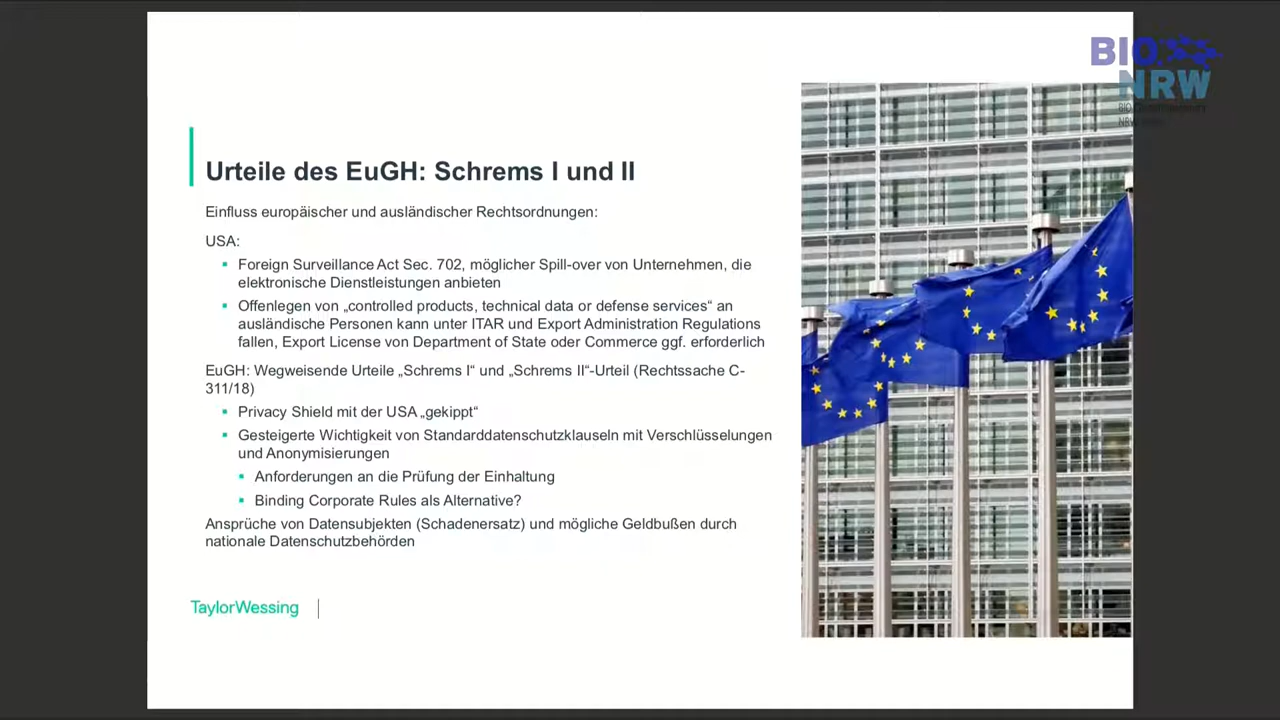 BIO
NRW
Urteile des EuGH: Schrems I und II
Einfluss europäischer und ausländischer Rechtsordnungen:
USA:
Foreign Surveillance Act Sec. 702, möglicher Spill-over von Unternehmen, die
elektronische Dienstleistungen anbieten
Offenlegen von „controlled products, technical data or defense services“ an
ausländische Personen kann unter ITAR und Export Administration Regulations
fallen, Export License von Department of State oder Commerce ggf. erforderlich
EuGH: Wegweisende Urteile „Schrems I“ und „Schrems II“-Urteil (Rechtssache C-
311/18)
Privacy Shield mit der USA „gekippt“
Gesteigerte Wichtigkeit von Standarddatenschutzklauseln mit Verschlüsselungen
und Anonymisierungen
Anforderungen an die Prüfung der Einhaltung
Binding Corporate Rules als Alternative?
Ansprüche von Datensubjekten (Schadenersatz) und mögliche Geldbußen durch
nationale Datenschutzbehörden
TaylorWessing